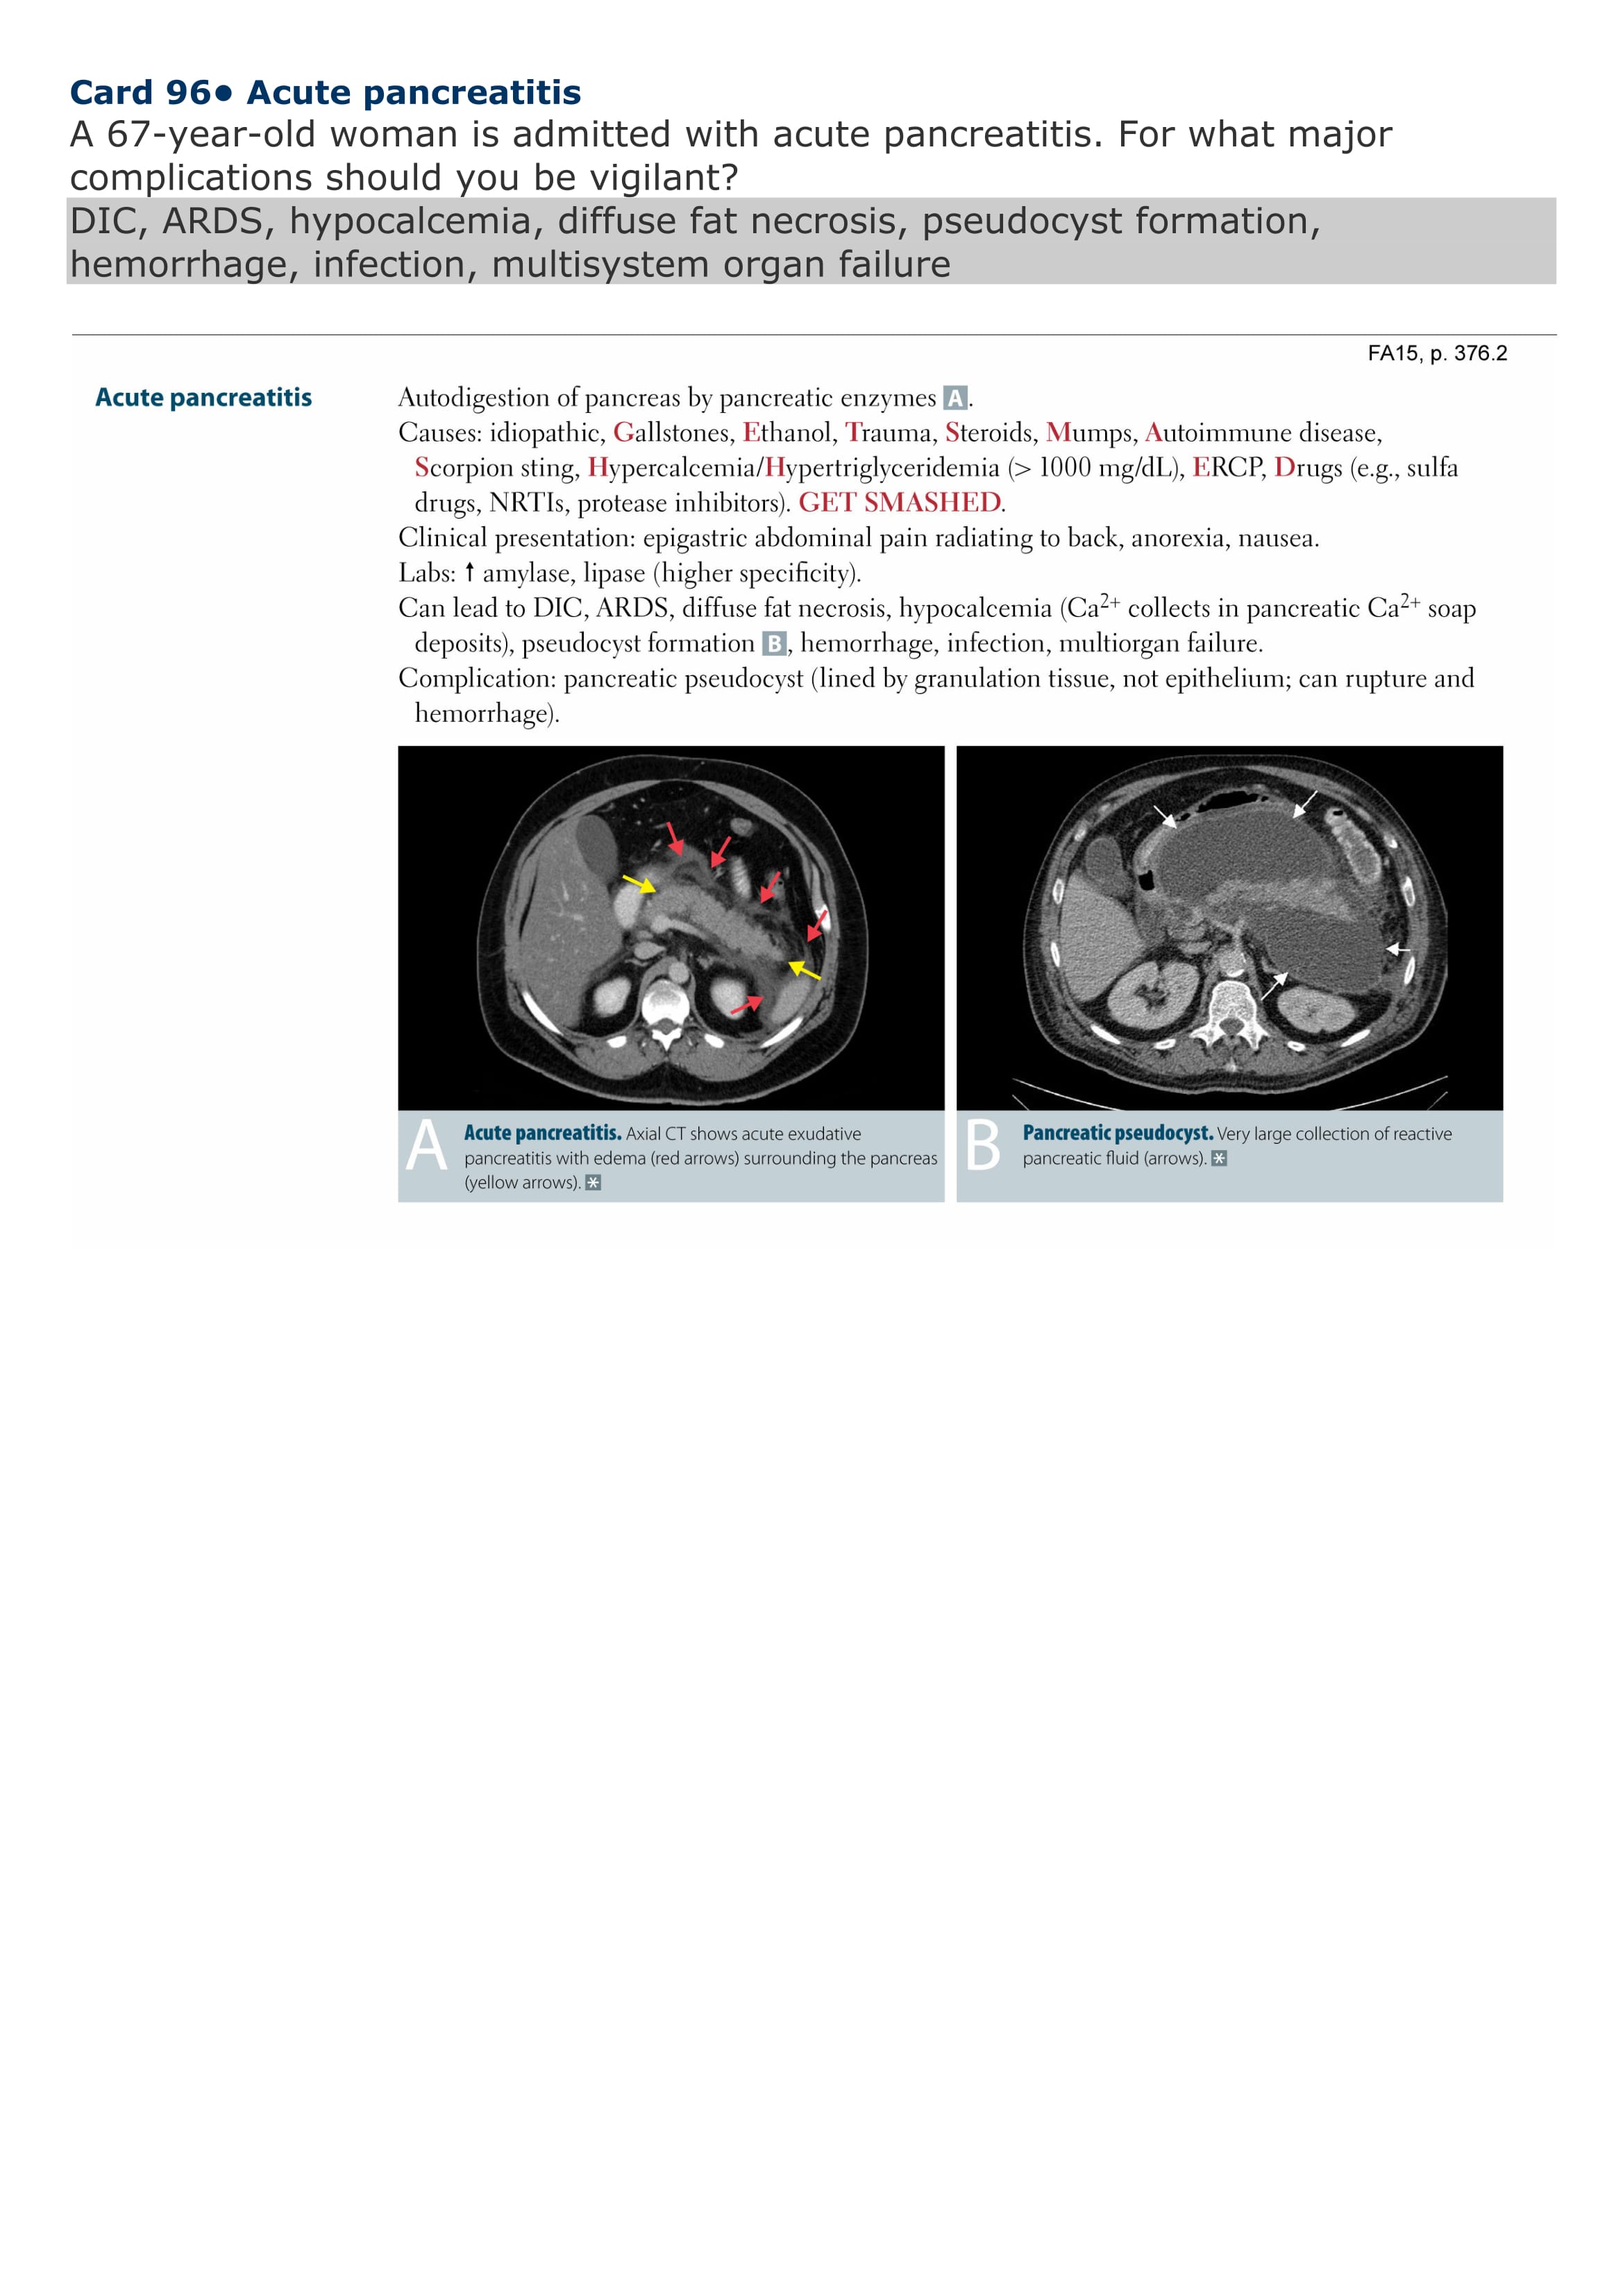 Card 96● Acute pancreatitis
A 67-year-old woman is admitted with acute pancreatitis. For what major
complications should you be vigilant?
DIC, ARDS, hypocalcemia, diffuse fat necrosis, pseudocyst formation,
hemorrhage, infection, multisystem organ failure
FA15, p. 376.2
Acute pancreatitis
Autodigestion of pancreas by pancreatic enzymes A.
Causes: idiopathic, Gallstones, Ethanol, Trauma, Steroids, Mumps, Autoimmune disease,
Scorpion sting, Hypercalcemia/Hypertriglyceridemia (> 1000 mg/dL), ERCP, Drugs (e.g., sulfa
drugs, NRTIs, protease inhibitors). GET SMASHED.
Clinical presentation: epigastric abdominal pain radiating to back, anorexia, nausea.
Labs: ↑ amylase, lipase (higher specificity).
Can lead to DIC, ARDS, diffuse fat necrosis, hypocalcemia (Ca²⁺ collects in pancreatic Ca²⁺ soap
deposits), pseudocyst formation B, hemorrhage, infection, multiorgan failure.
Complication: pancreatic pseudocyst (lined by granulation tissue, not epithelium; can rupture and
hemorrhage).
A
Acute pancreatitis. Axial CT shows acute exudative
pancreatitis with edema (red arrows) surrounding the pancreas
(yellow arrows). *
B
Pancreatic pseudocyst. Very large collection of reactive
pancreatic fluid (arrows). *